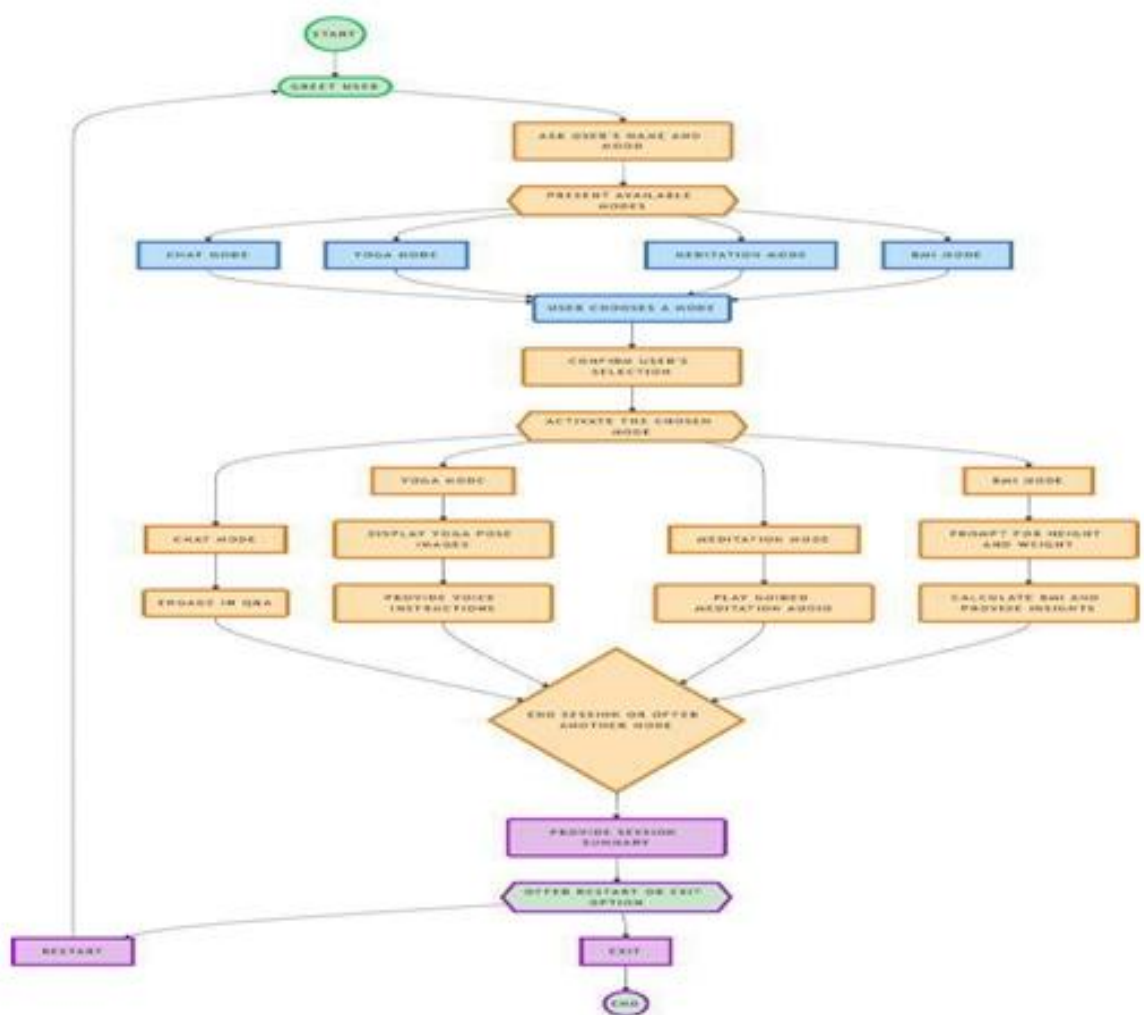 START
GREET USER
ASK USER'S NAME AND
MOOD
PRESENT AVAILABLE
MODES
CHAT MODE
YOGA MODE
MEDITATION MODE
BMI MODE
USER CHOOSES A MODE
CONFIRM USER'S
SELECTION
ACTIVATE THE CHOSEN
MODE
YOGA MODE
BMI MODE
CHAT MODE
DISPLAY YOGA POSE
IMAGES
MEDITATION MODE
PROMPT FOR HEIGHT
AND WEIGHT
ENGAGE IN Q&A
PROVIDE VOICE
INSTRUCTIONS
PLAY GUIDED
MEDITATION AUDIO
CALCULATE BMI AND
PROVIDE INSIGHTS
END SESSION OR OFFER
ANOTHER MODE
PROVIDE SESSION
SUMMARY
OFFER RESTART OR EXIT
OPTION
RESTART
EXIT
END